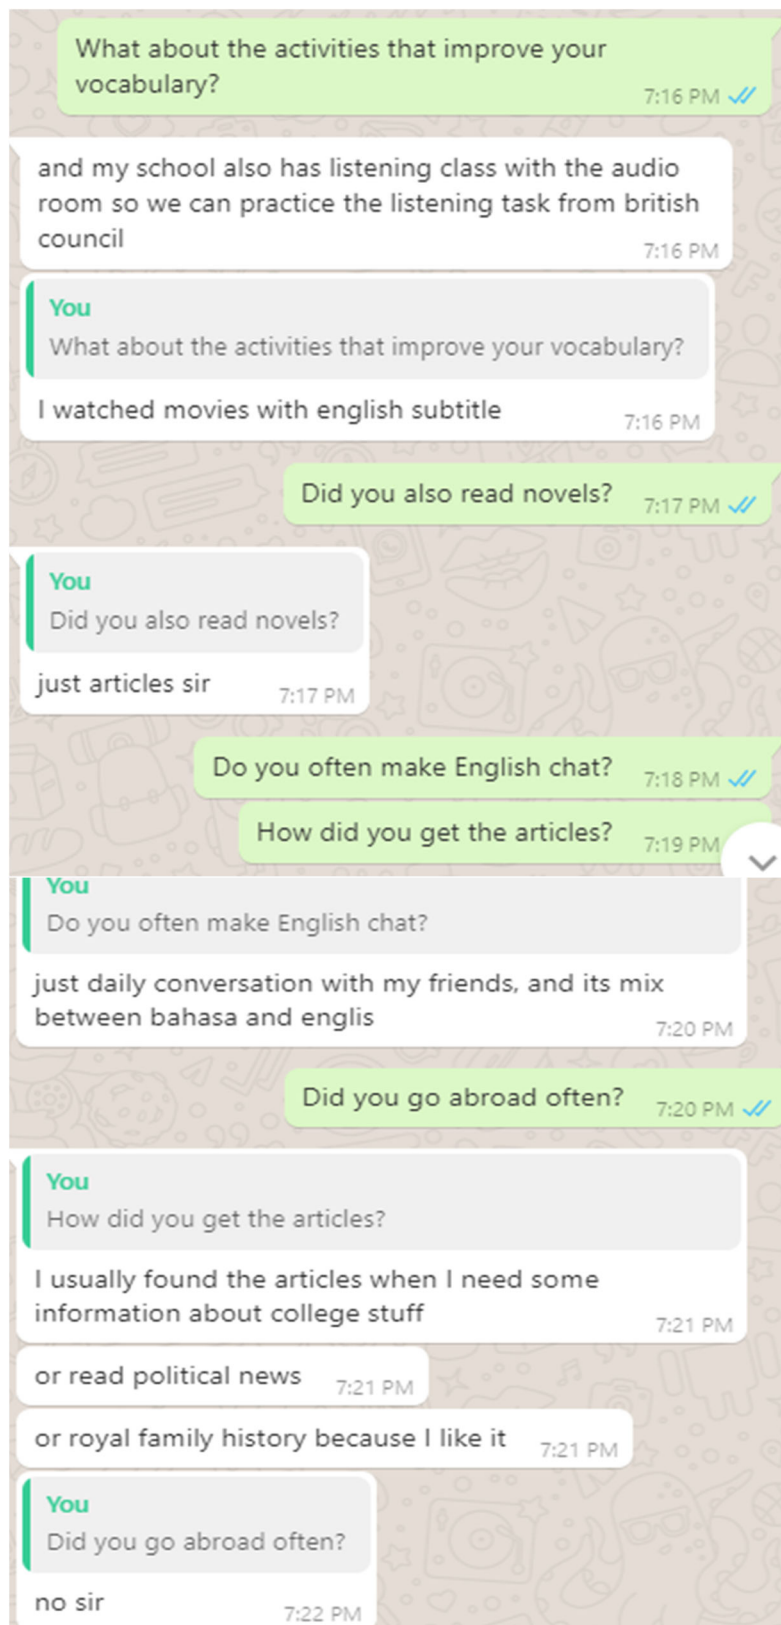 What about the activities that improve your
vocabulary?
7:16 PM
and my school also has listening class with the audio
room so we can practice the listening task from british
council
7:16 PM
You
What about the activities that improve your vocabulary?
I watched movies with english subtitle
7:16 PM
Did you also read novels?
7:17 PM
You
Did you also read novels?
just articles sir
7:17 PM
Do you often make English chat?
7:18 PM
How did you get the articles?
7:19 PM
You
Do you often make English chat?
just daily conversation with my friends, and its mix
between bahasa and englis
7:20 PM
Did you go abroad often?
7:20 PM
You
How did you get the articles?
I usually found the articles when I need some
information about college stuff
7:21 PM
or read political news
7:21 PM
or royal family history because I like it
7:21 PM
You
Did you go abroad often?
no sir
7:22 PM